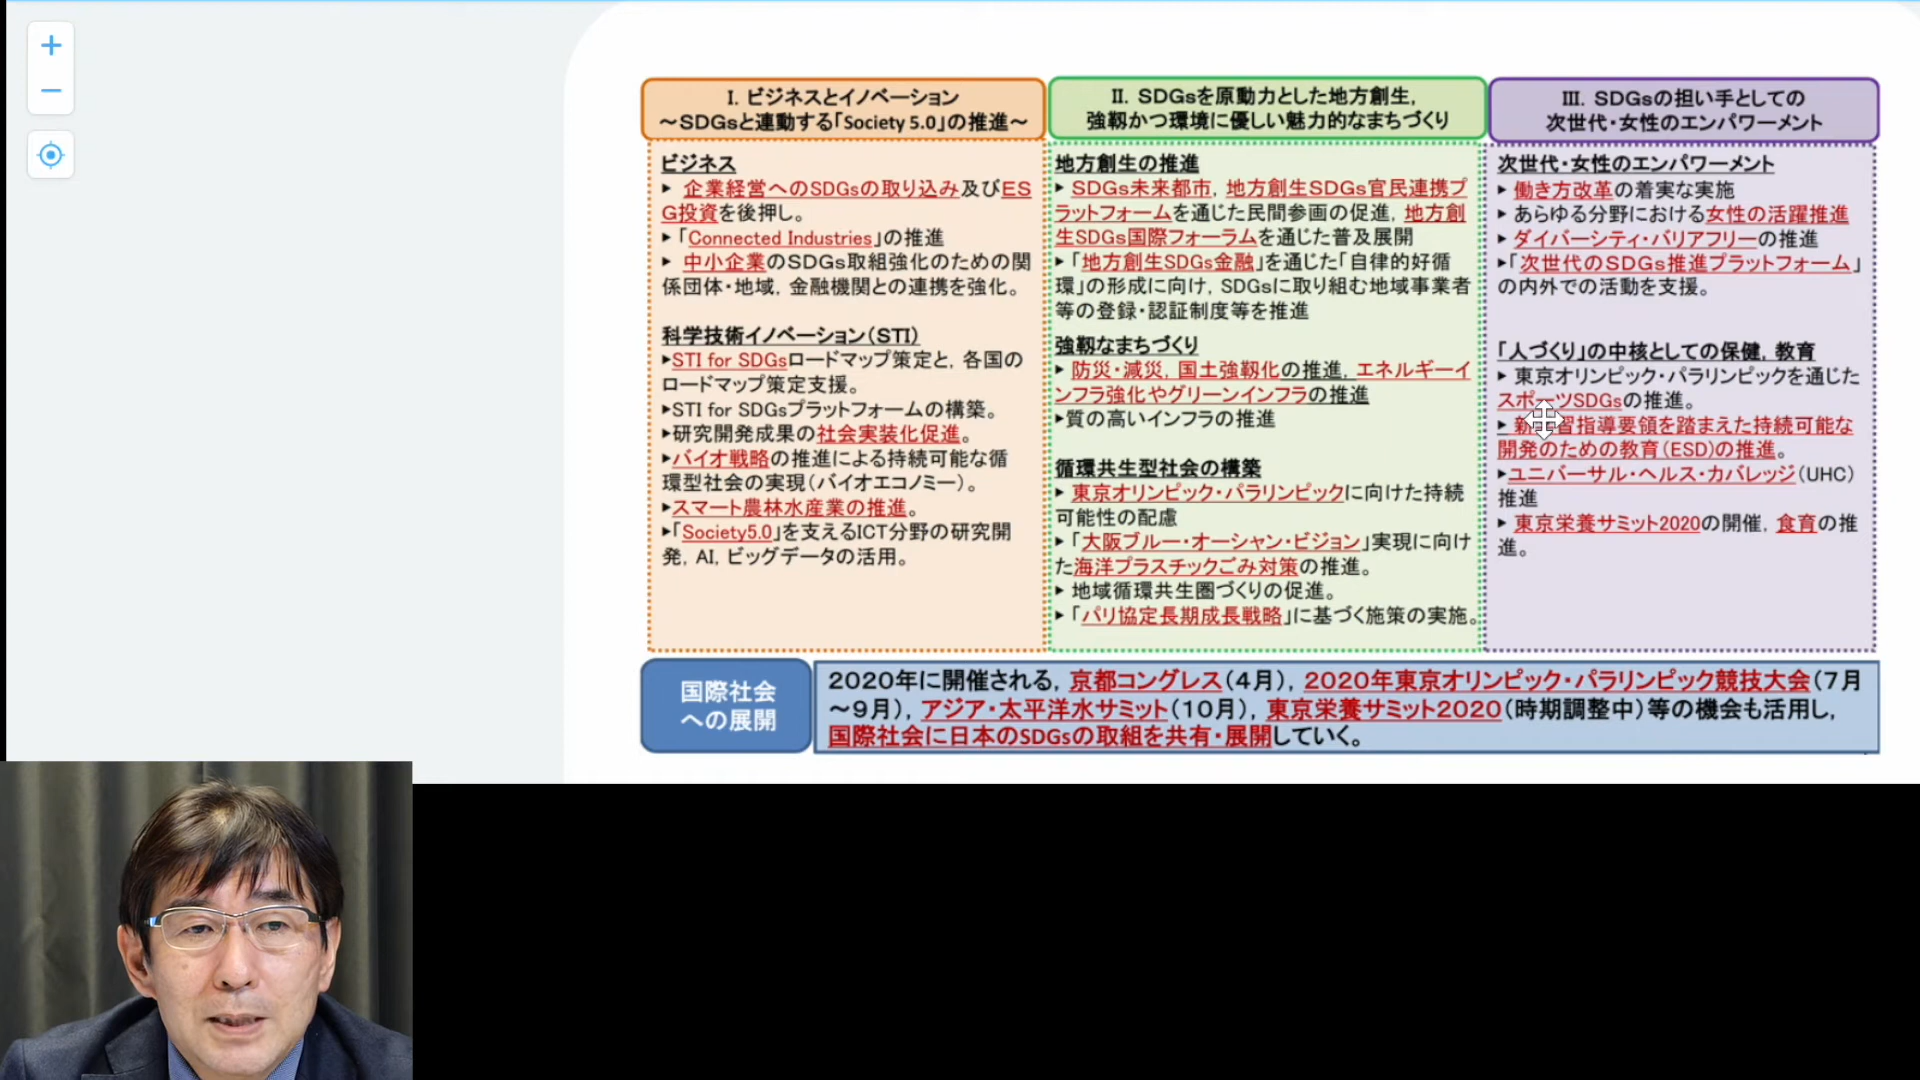 Ⅰ. ビジネスとイノベーション
～SDGsと連動する「Society 5.0」の推進～
ビジネス
▸ 企業経営へのSDGsの取り込み及びES
G投資を後押し。
▸「Connected Industries」の推進
▸ 中小企業のSDGs取組強化のための関
係団体・地域，金融機関との連携を強化。
科学技術イノベーション（STI）
▸STI for SDGsロードマップ策定と，各国の
ロードマップ策定支援。
▸STI for SDGsプラットフォームの構築。
▸研究開発成果の社会実装化促進。
▸バイオ戦略の推進による持続可能な循
環型社会の実現（バイオエコノミー）。
▸スマート農林水産業の推進。
▸「Society5.0」を支えるICT分野の研究開
発，AI，ビッグデータの活用。
Ⅱ. SDGsを原動力とした地方創生，
強靱かつ環境に優しい魅力的なまちづくり
地方創生の推進
▸ SDGs未来都市，地方創生SDGs官民連携プ
ラットフォームを通じた民間参画の促進，地方創
生SDGs国際フォーラムを通じた普及展開
▸「地方創生SDGs金融」を通じた「自律的好循
環」の形成に向け，SDGsに取り組む地域事業者
等の登録・認証制度等を推進
強靱なまちづくり
▸ 防災・減災，国土強靱化の推進，エネルギーイ
ンフラ強化やグリーンインフラの推進
▸質の高いインフラの推進
循環共生型社会の構築
▸ 東京オリンピック・パラリンピックに向けた持続
可能性の配慮
▸「大阪ブルー・オーシャン・ビジョン」実現に向け
た海洋プラスチックごみ対策の推進。
▸ 地域循環共生圏づくりの促進。
▸「パリ協定長期成長戦略」に基づく施策の実施。
Ⅲ. SDGsの担い手としての
次世代・女性のエンパワーメント
次世代・女性のエンパワーメント
▸ 働き方改革の着実な実施
▸ あらゆる分野における女性の活躍推進
▸ ダイバーシティ・バリアフリーの推進
▸「次世代のSDGs推進プラットフォーム」
の内外での活動を支援。
「人づくり」の中核としての保健，教育
▸ 東京オリンピック・パラリンピックを通じた
スポーツSDGsの推進。
▸ 新学習指導要領を踏まえた持続可能な
開発のための教育（ESD）の推進。
▸ユニバーサル・ヘルス・カバレッジ（UHC）
推進
▸ 東京栄養サミット2020の開催，食育の推
進。
国際社会
への展開
2020年に開催される，京都コングレス（4月），2020年東京オリンピック・パラリンピック競技大会（7月
～9月），アジア・太平洋水サミット（10月），東京栄養サミット2020（時期調整中）等の機会も活用し，
国際社会に日本のSDGsの取組を共有・展開していく。